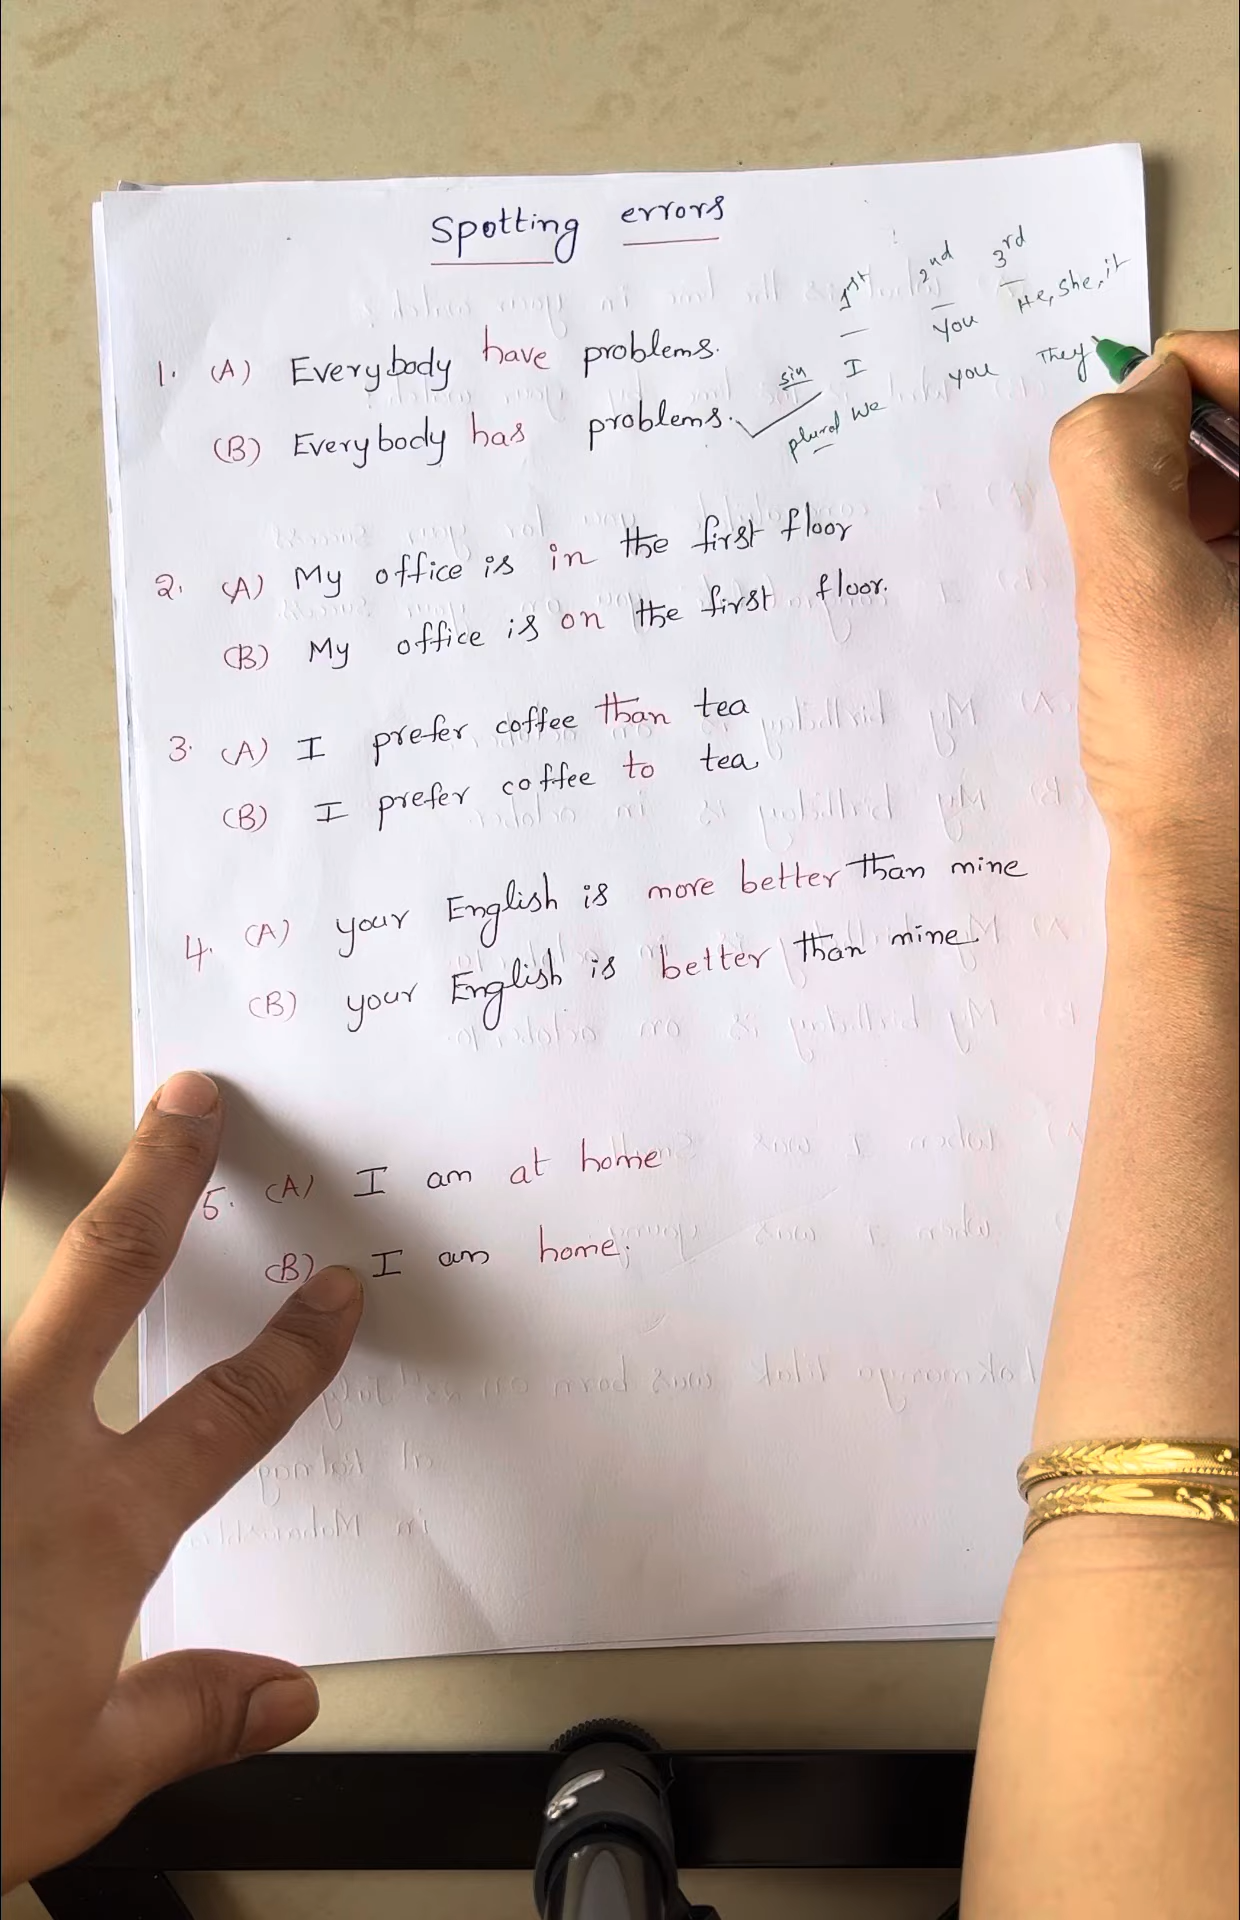 Spotting errors
1st 2nd 3rd
sin I You He, She, it
plural We you They
1. (A) Everybody have problems.
(B) Everybody has problems.
2. (A) My office is in the first floor
(B) My office is on the first floor.
3. (A) I prefer coffee than tea
(B) I prefer coffee to tea
4. (A) your English is more better than mine
(B) your English is better than mine
5. (A) I am at home
(B) I am home.